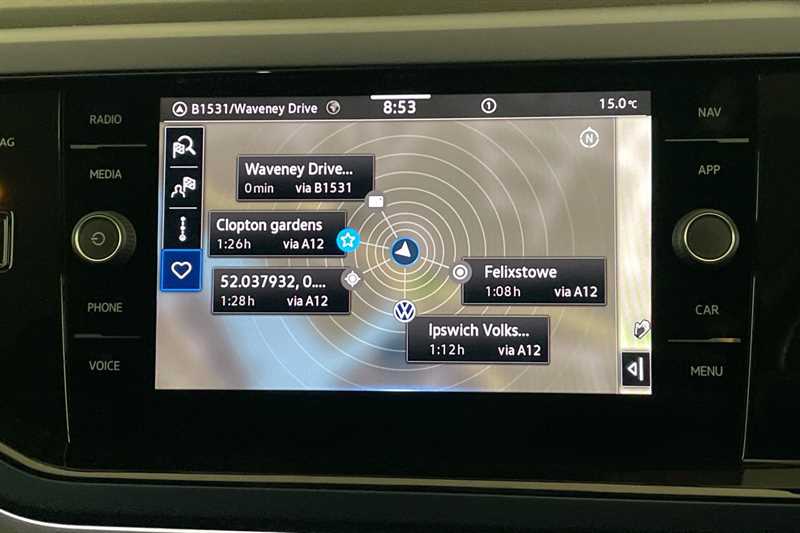 AG
RADIO
MEDIA
PHONE
VOICE
B1531/Waveney Drive
8:53
1
15.0 °C
N
Waveney Drive...
0 min via B1531
Clopton gardens
1:26h via A12
52.037932, 0....
1:28h via A12
Felixstowe
1:08h via A12
Ipswich Volks...
1:12h via A12
NAV
APP
CAR
MENU